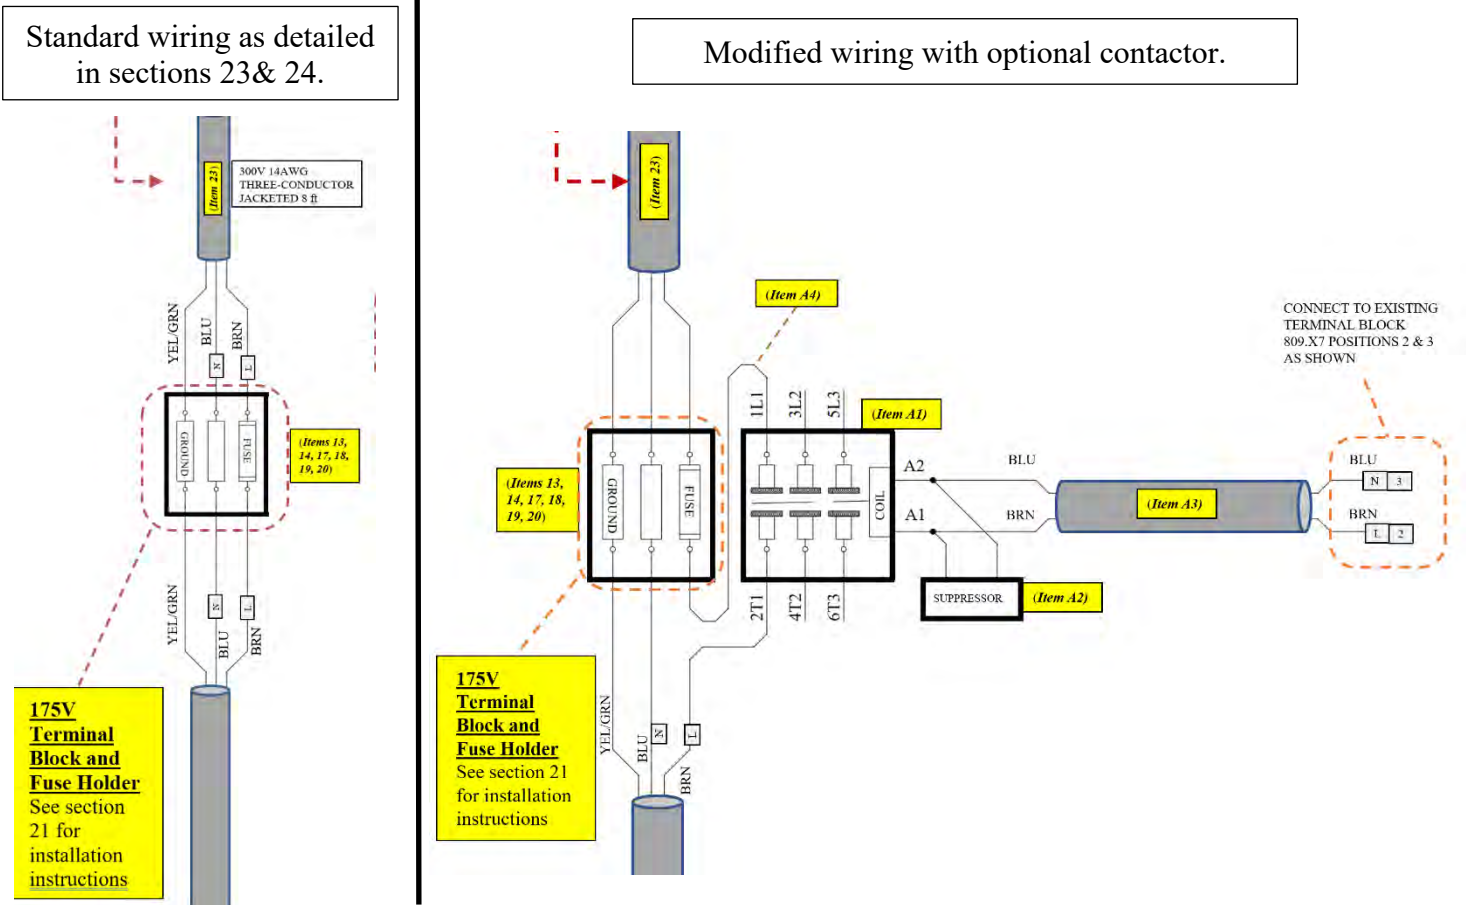 Standard wiring as detailed
in sections 23& 24.
(Item 23)
300V 14AWG
THREE-CONDUCTOR
JACKETED 8 ft
YEL/GRN
BLU
BRN
N
L
GROUND
FUSE
(Items 13,
14, 17, 18,
19, 20)
YEL/GRN
N
BLU
L
BRN
175V
Terminal
Block and
Fuse Holder
See section
21 for
installation
instructions
Modified wiring with optional contactor.
(Item 23)
(Item A4)
CONNECT TO EXISTING
TERMINAL BLOCK
809.X7 POSITIONS 2 & 3
AS SHOWN
1L1
3L2
5L3
(Item A1)
(Items 13,
14, 17, 18,
19, 20)
GROUND
FUSE
COIL
A2
A1
BLU
BRN
(Item A3)
BLU
N 3
BRN
L 2
SUPPRESSOR
(Item A2)
2T1
4T2
6T3
175V
Terminal
Block and
Fuse Holder
See section 21
for installation
instructions
YEL/GRN
BLU
N
L
BRN